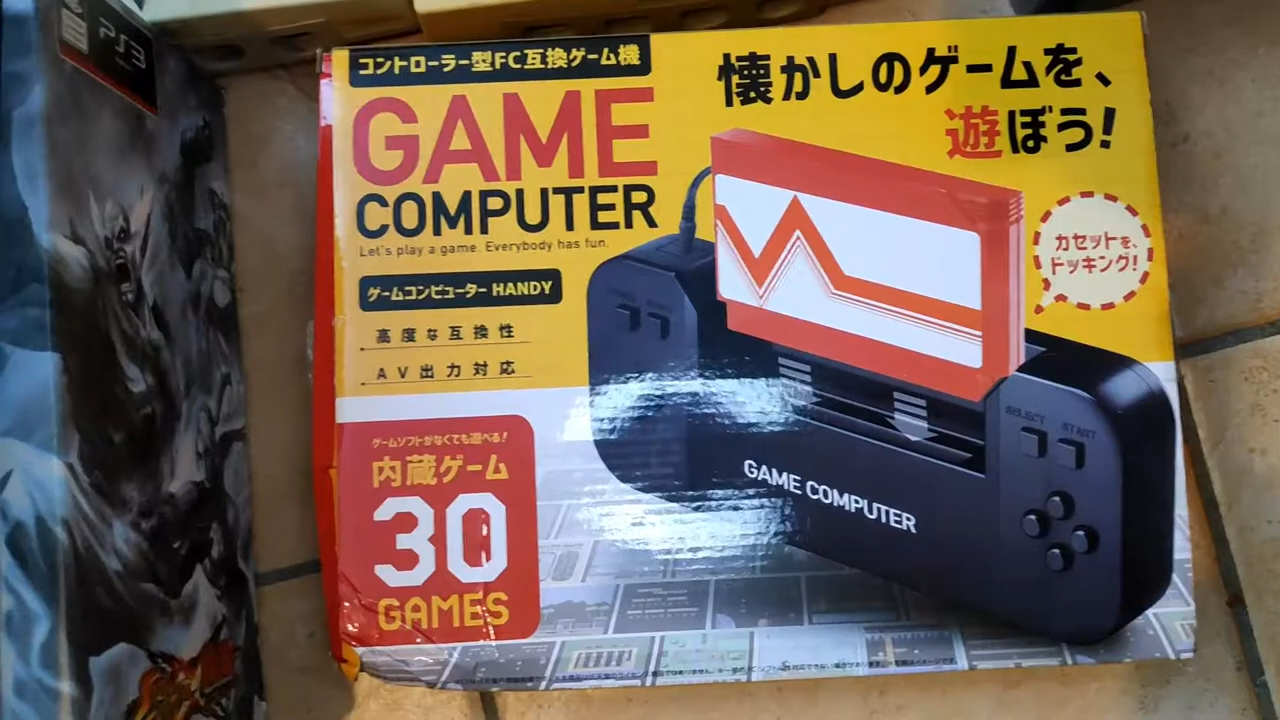 PS3
コントローラー型FC互換ゲーム機
GAME
COMPUTER
Let's play a game. Everybody has fun.
ゲームコンピューター HANDY
高度な互換性
AV出力対応
ゲームソフトがなくても遊べる!
内蔵ゲーム
30
GAMES
懐かしのゲームを、
遊ぼう!
カセットを、
ドッキング!
SELECT
START
GAME COMPUTER